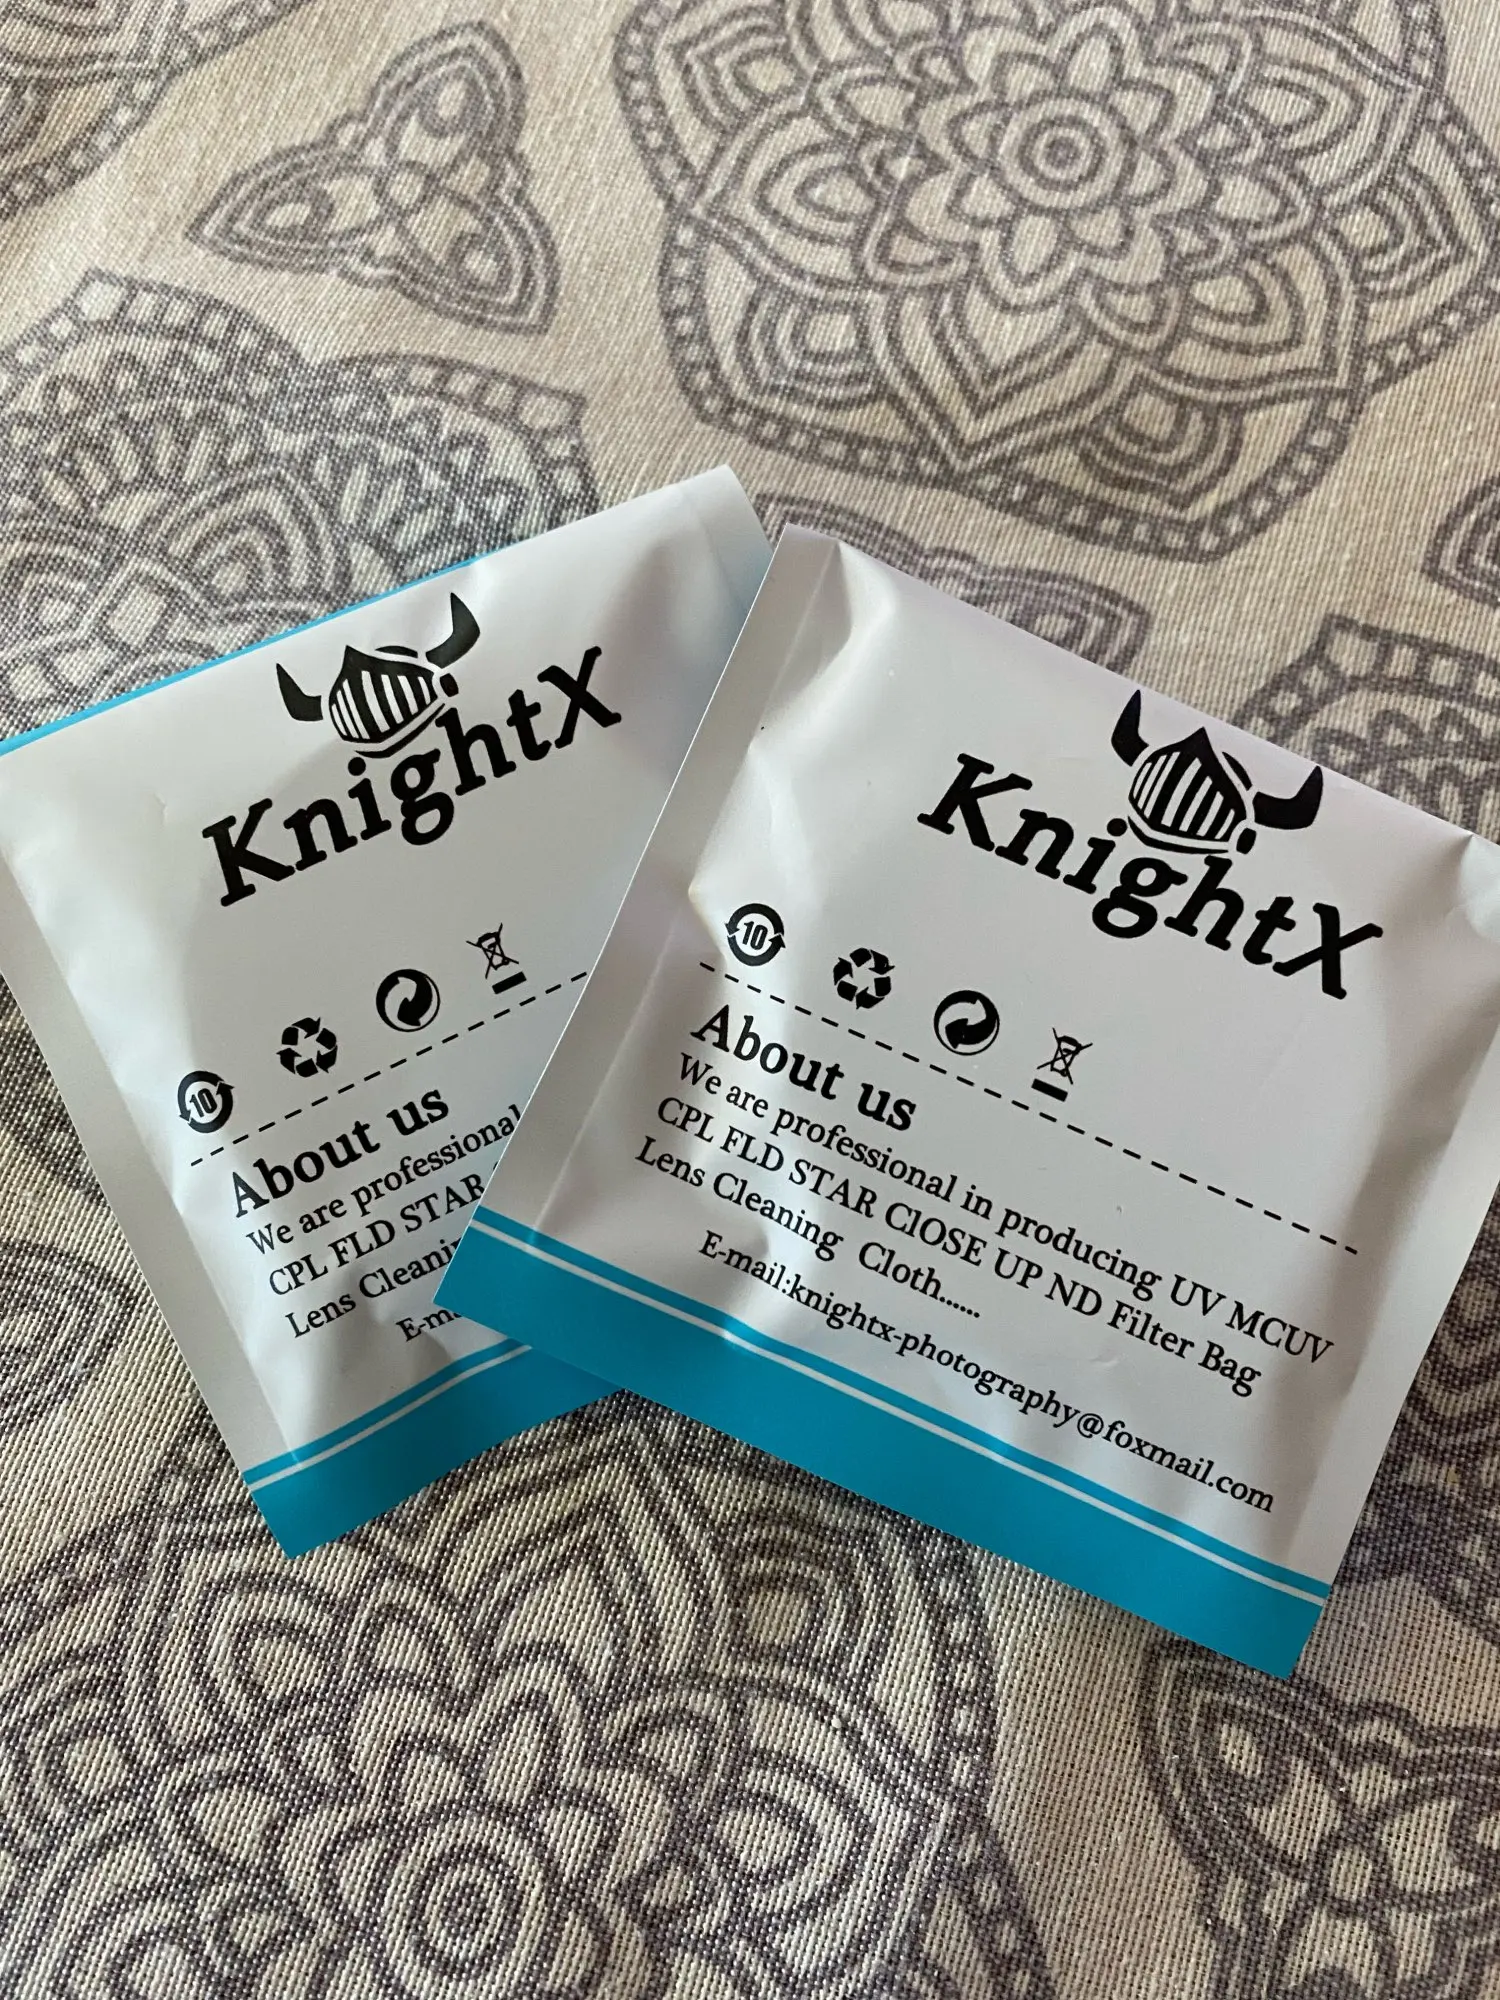 KnightX
10
About us
We are professional
CPL FLD STAR
Lens Cleanin
E-m
KnightX
10
About us
We are professional in producing UV MCUV
CPL FLD STAR ClOSE UP ND Filter Bag
Lens Cleaning Cloth......
E-mail:knightx-photography@foxmail.com